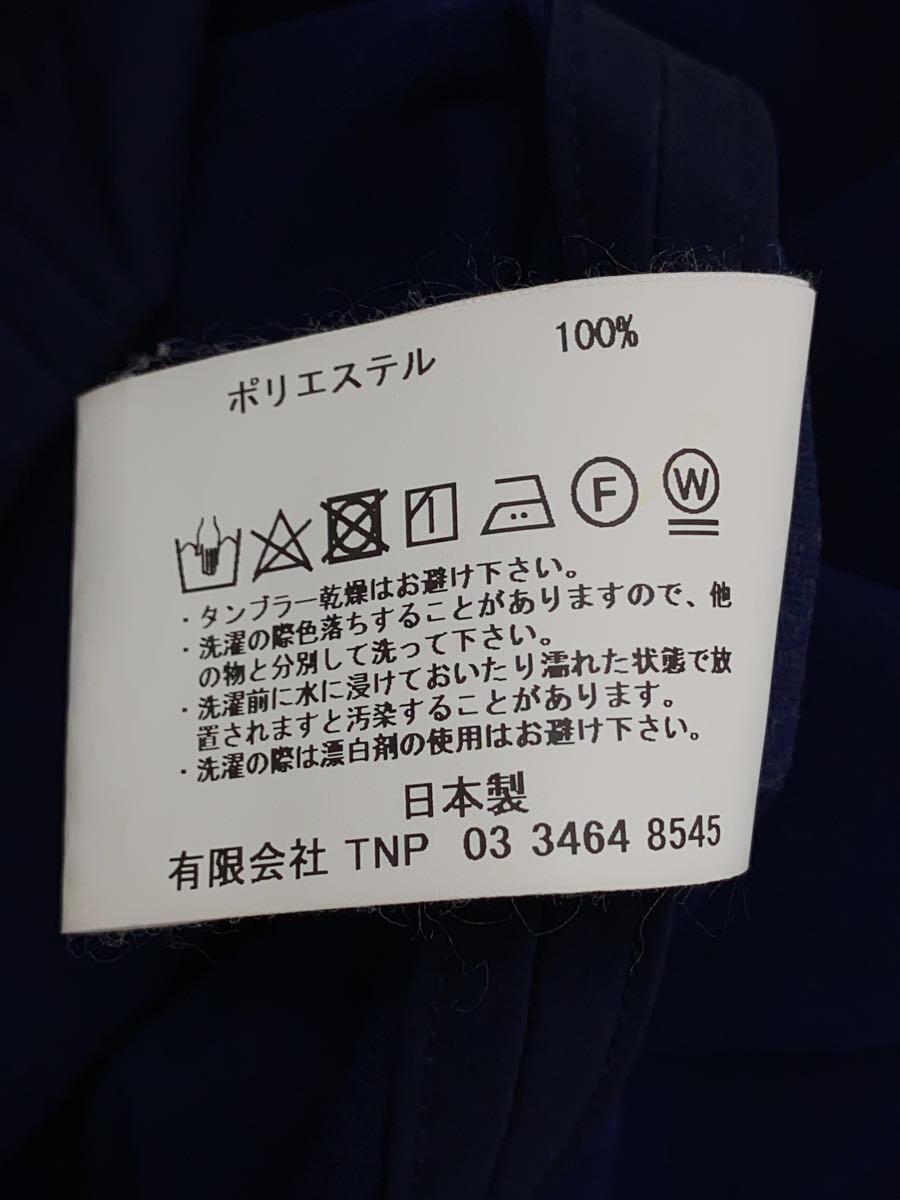 ポリエステル 100%
F W
・タンブラー乾燥はお避け下さい。
・洗濯の際色落ちすることがありますので、他
の物と分別して洗って下さい。
・洗濯前に水に浸けておいたり濡れた状態で放
置されますと汚染することがあります。
・洗濯の際は漂白剤の使用はお避け下さい。
日本製
有限会社 TNP 03 3464 8545